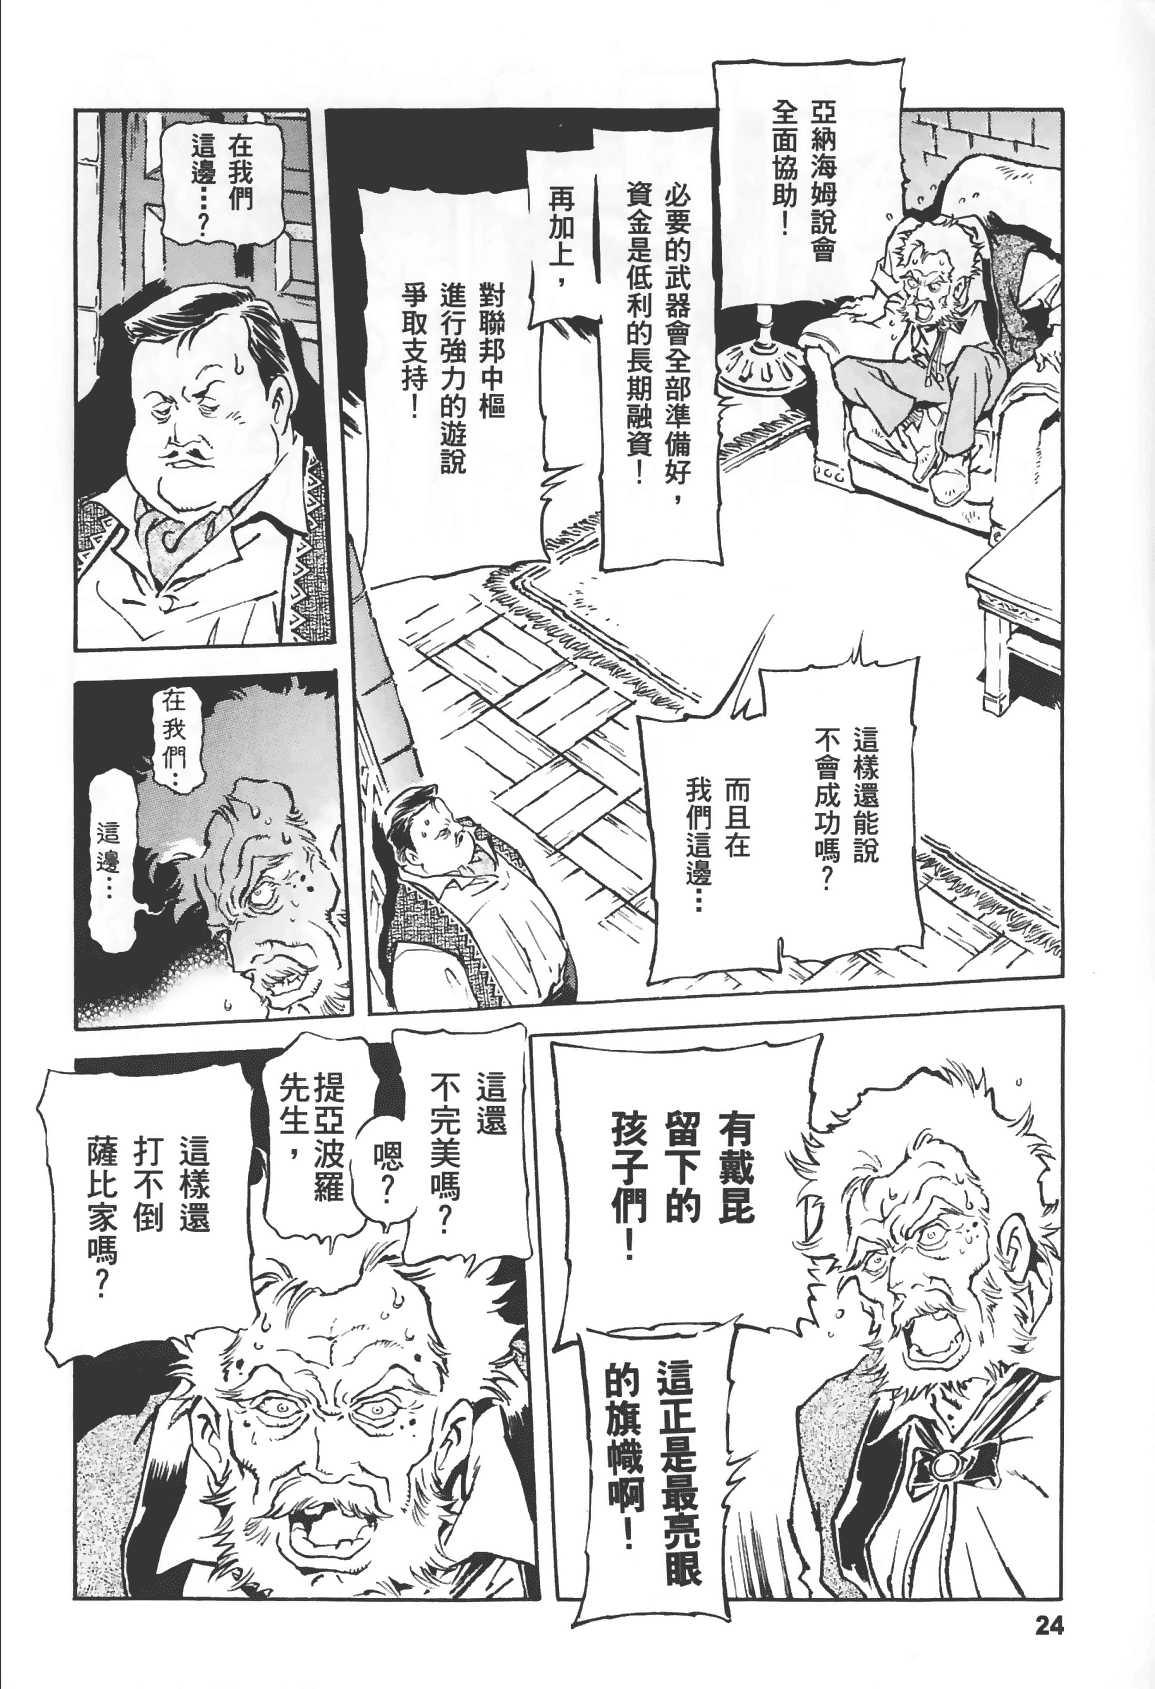 亞納海姆說會
全面協助！
必要的武器會全部準備好，
資金是低利的長期融資！
再加上，
對聯邦中樞
進行強力的遊說
爭取支持！
這樣還能說
不會成功嗎？
而且在
我們這邊…
在我們
這邊…？
在我們…
這邊…
有戴昆
留下的
孩子們！
這正是最亮眼
的旗幟啊！
這還
不完美嗎？
嗯？
提亞波羅
先生，
這樣還
打不倒
薩比家嗎？
24